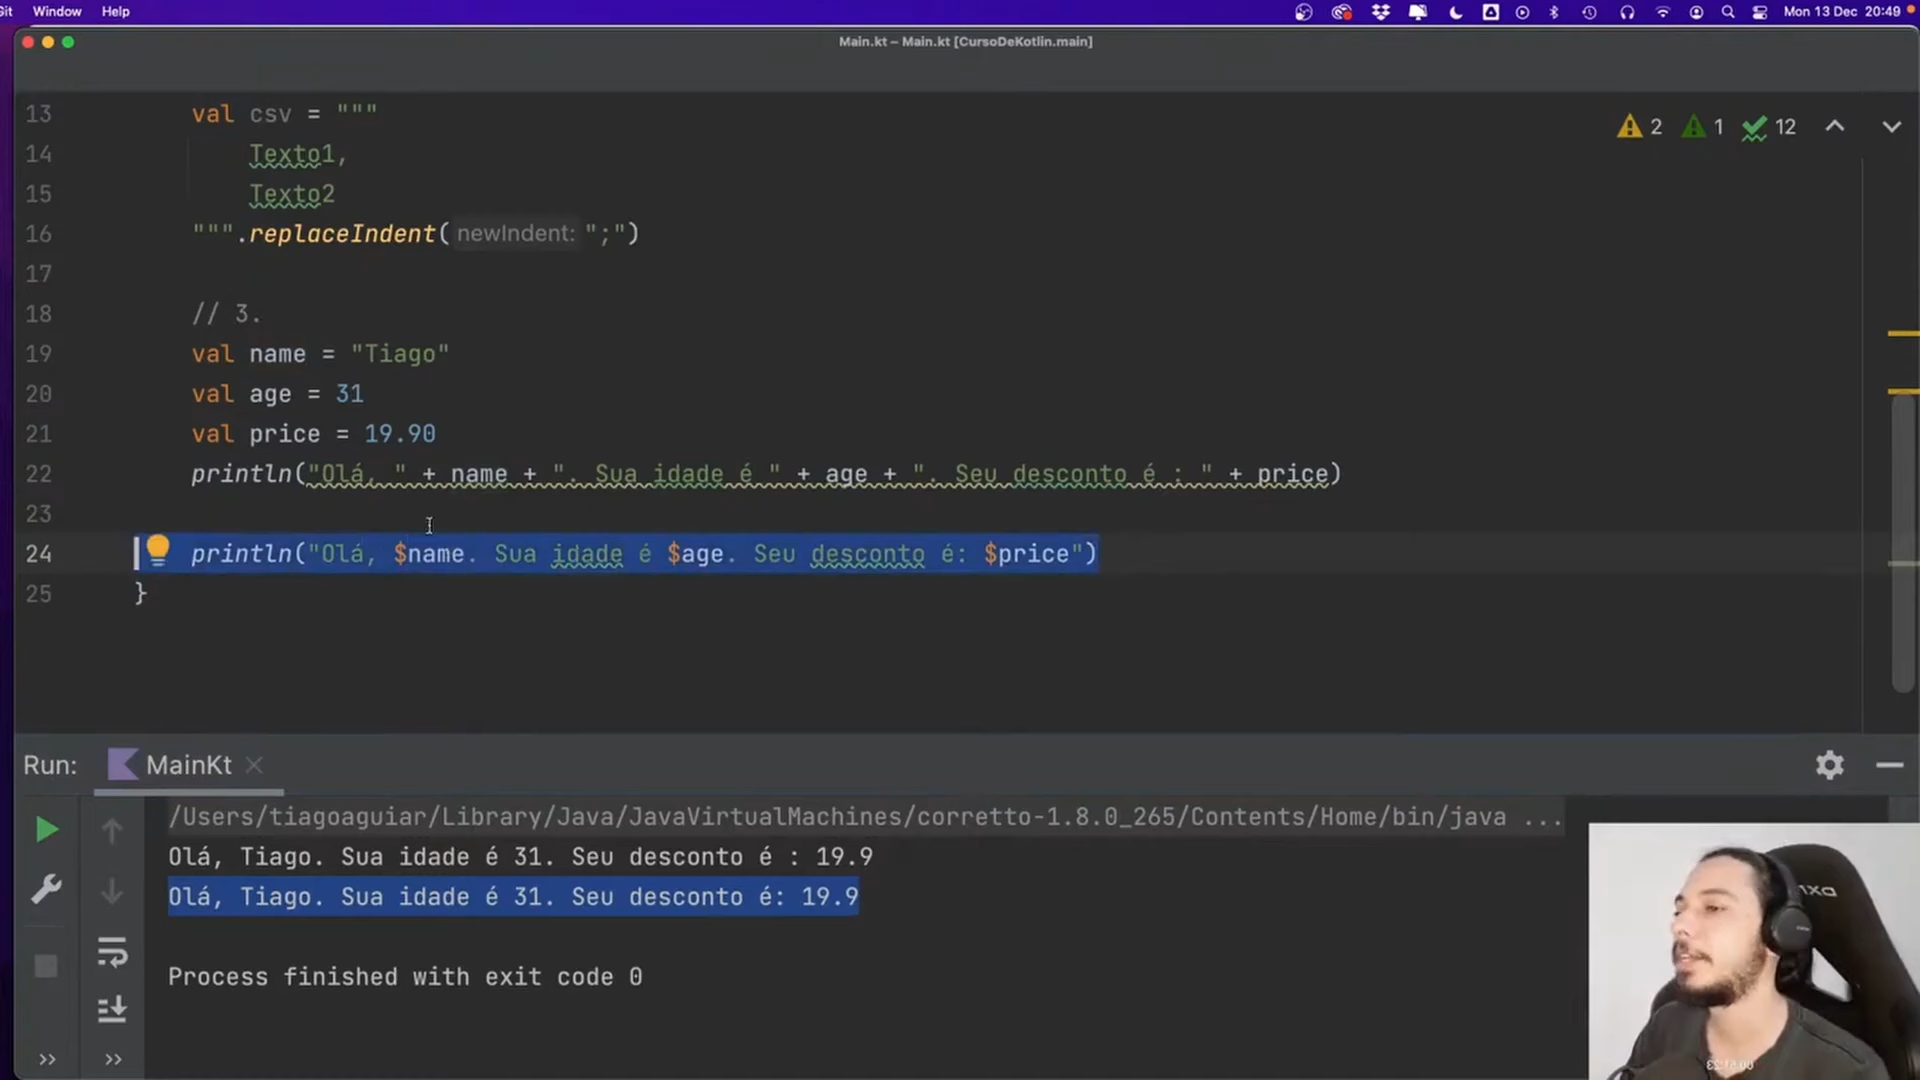 Git Window Help Mon 13 Dec 20:49
Main.kt – Main.kt [CursoDeKotlin.main]
13 val csv = """
14 Texto1,
15 Texto2
16 """.replaceIndent( newIndent: ";")
17
18 // 3.
19 val name = "Tiago"
20 val age = 31
21 val price = 19.90
22 println("Olá, " + name + ". Sua idade é " + age + ". Seu desconto é : " + price)
23
24 println("Olá, $name. Sua idade é $age. Seu desconto é: $price")
25 }
2 1 12
Run: MainKt
/Users/tiagoaguiar/Library/Java/JavaVirtualMachines/corretto-1.8.0_265/Contents/Home/bin/java ...
Olá, Tiago. Sua idade é 31. Seu desconto é : 19.9
Olá, Tiago. Sua idade é 31. Seu desconto é: 19.9
Process finished with exit code 0